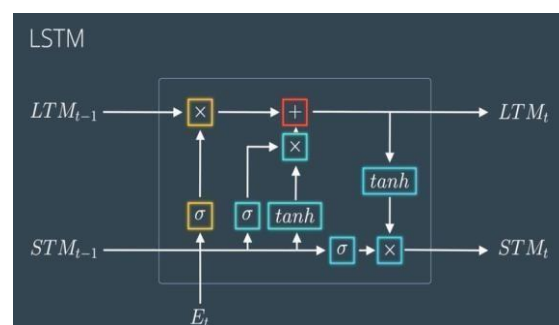 LSTM
LTM_{t-1} × + LTM_t
×
tanh
σ σ tanh
STM_{t-1} σ × STM_t
E_t